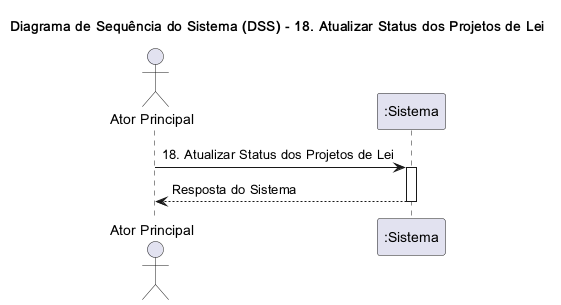 Diagrama de Sequência do Sistema (DSS) - 18. Atualizar Status dos Projetos de Lei
Ator Principal
:Sistema
18. Atualizar Status dos Projetos de Lei
Resposta do Sistema
Ator Principal
:Sistema